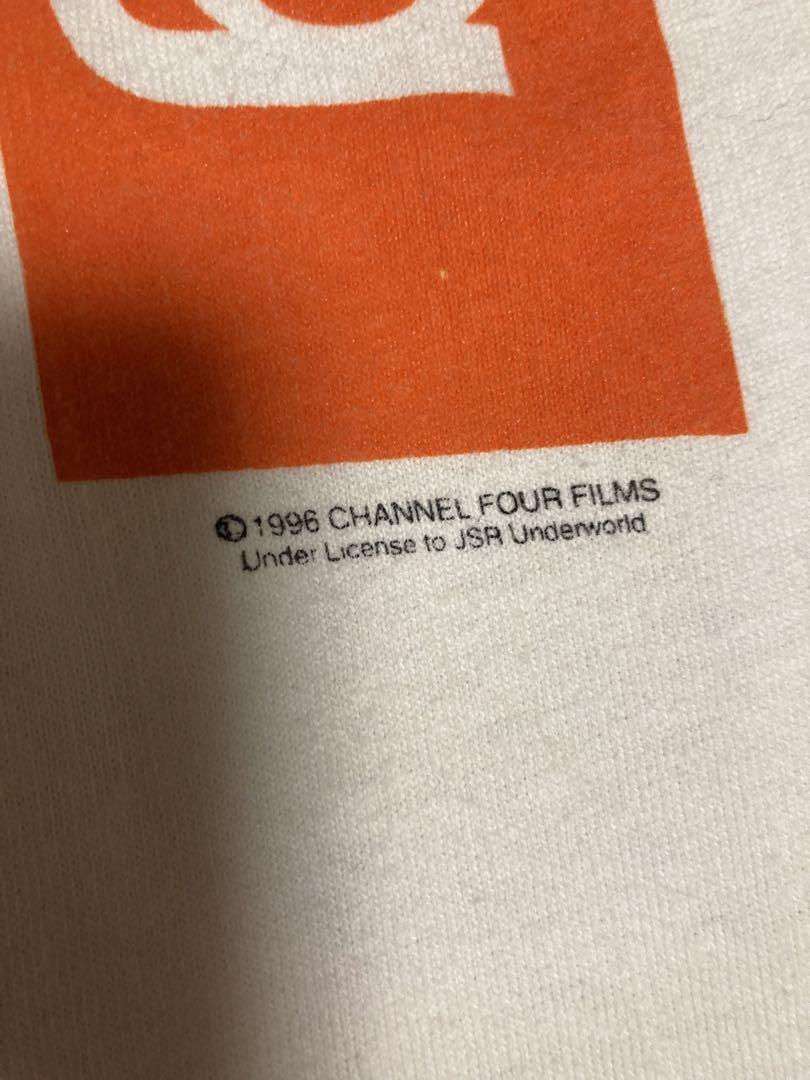 © 1996 CHANNEL FOUR FILMS
Under License to JSR Underworld